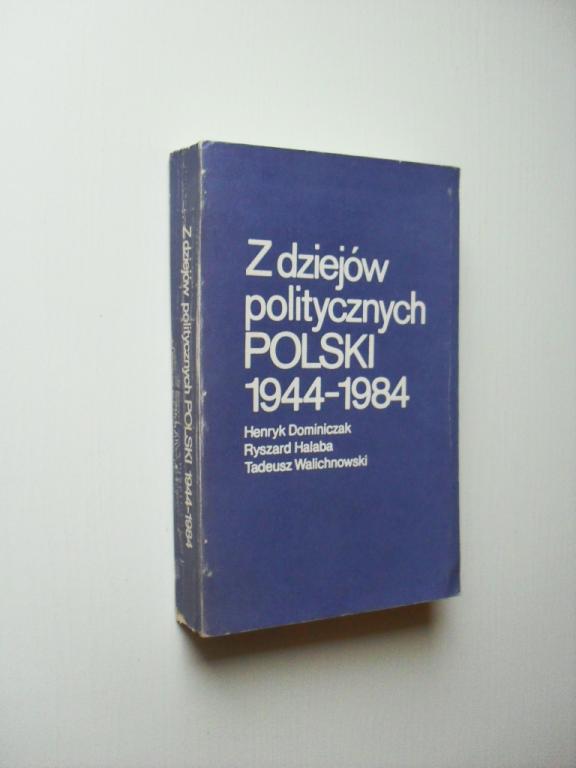 Z dziejów
politycznych
POLSKI
1944-1984
Henryk Dominiczak
Ryszard Halaba
Tadeusz Walichnowski
Z dziejów politycznych POLSKI 1944-1984